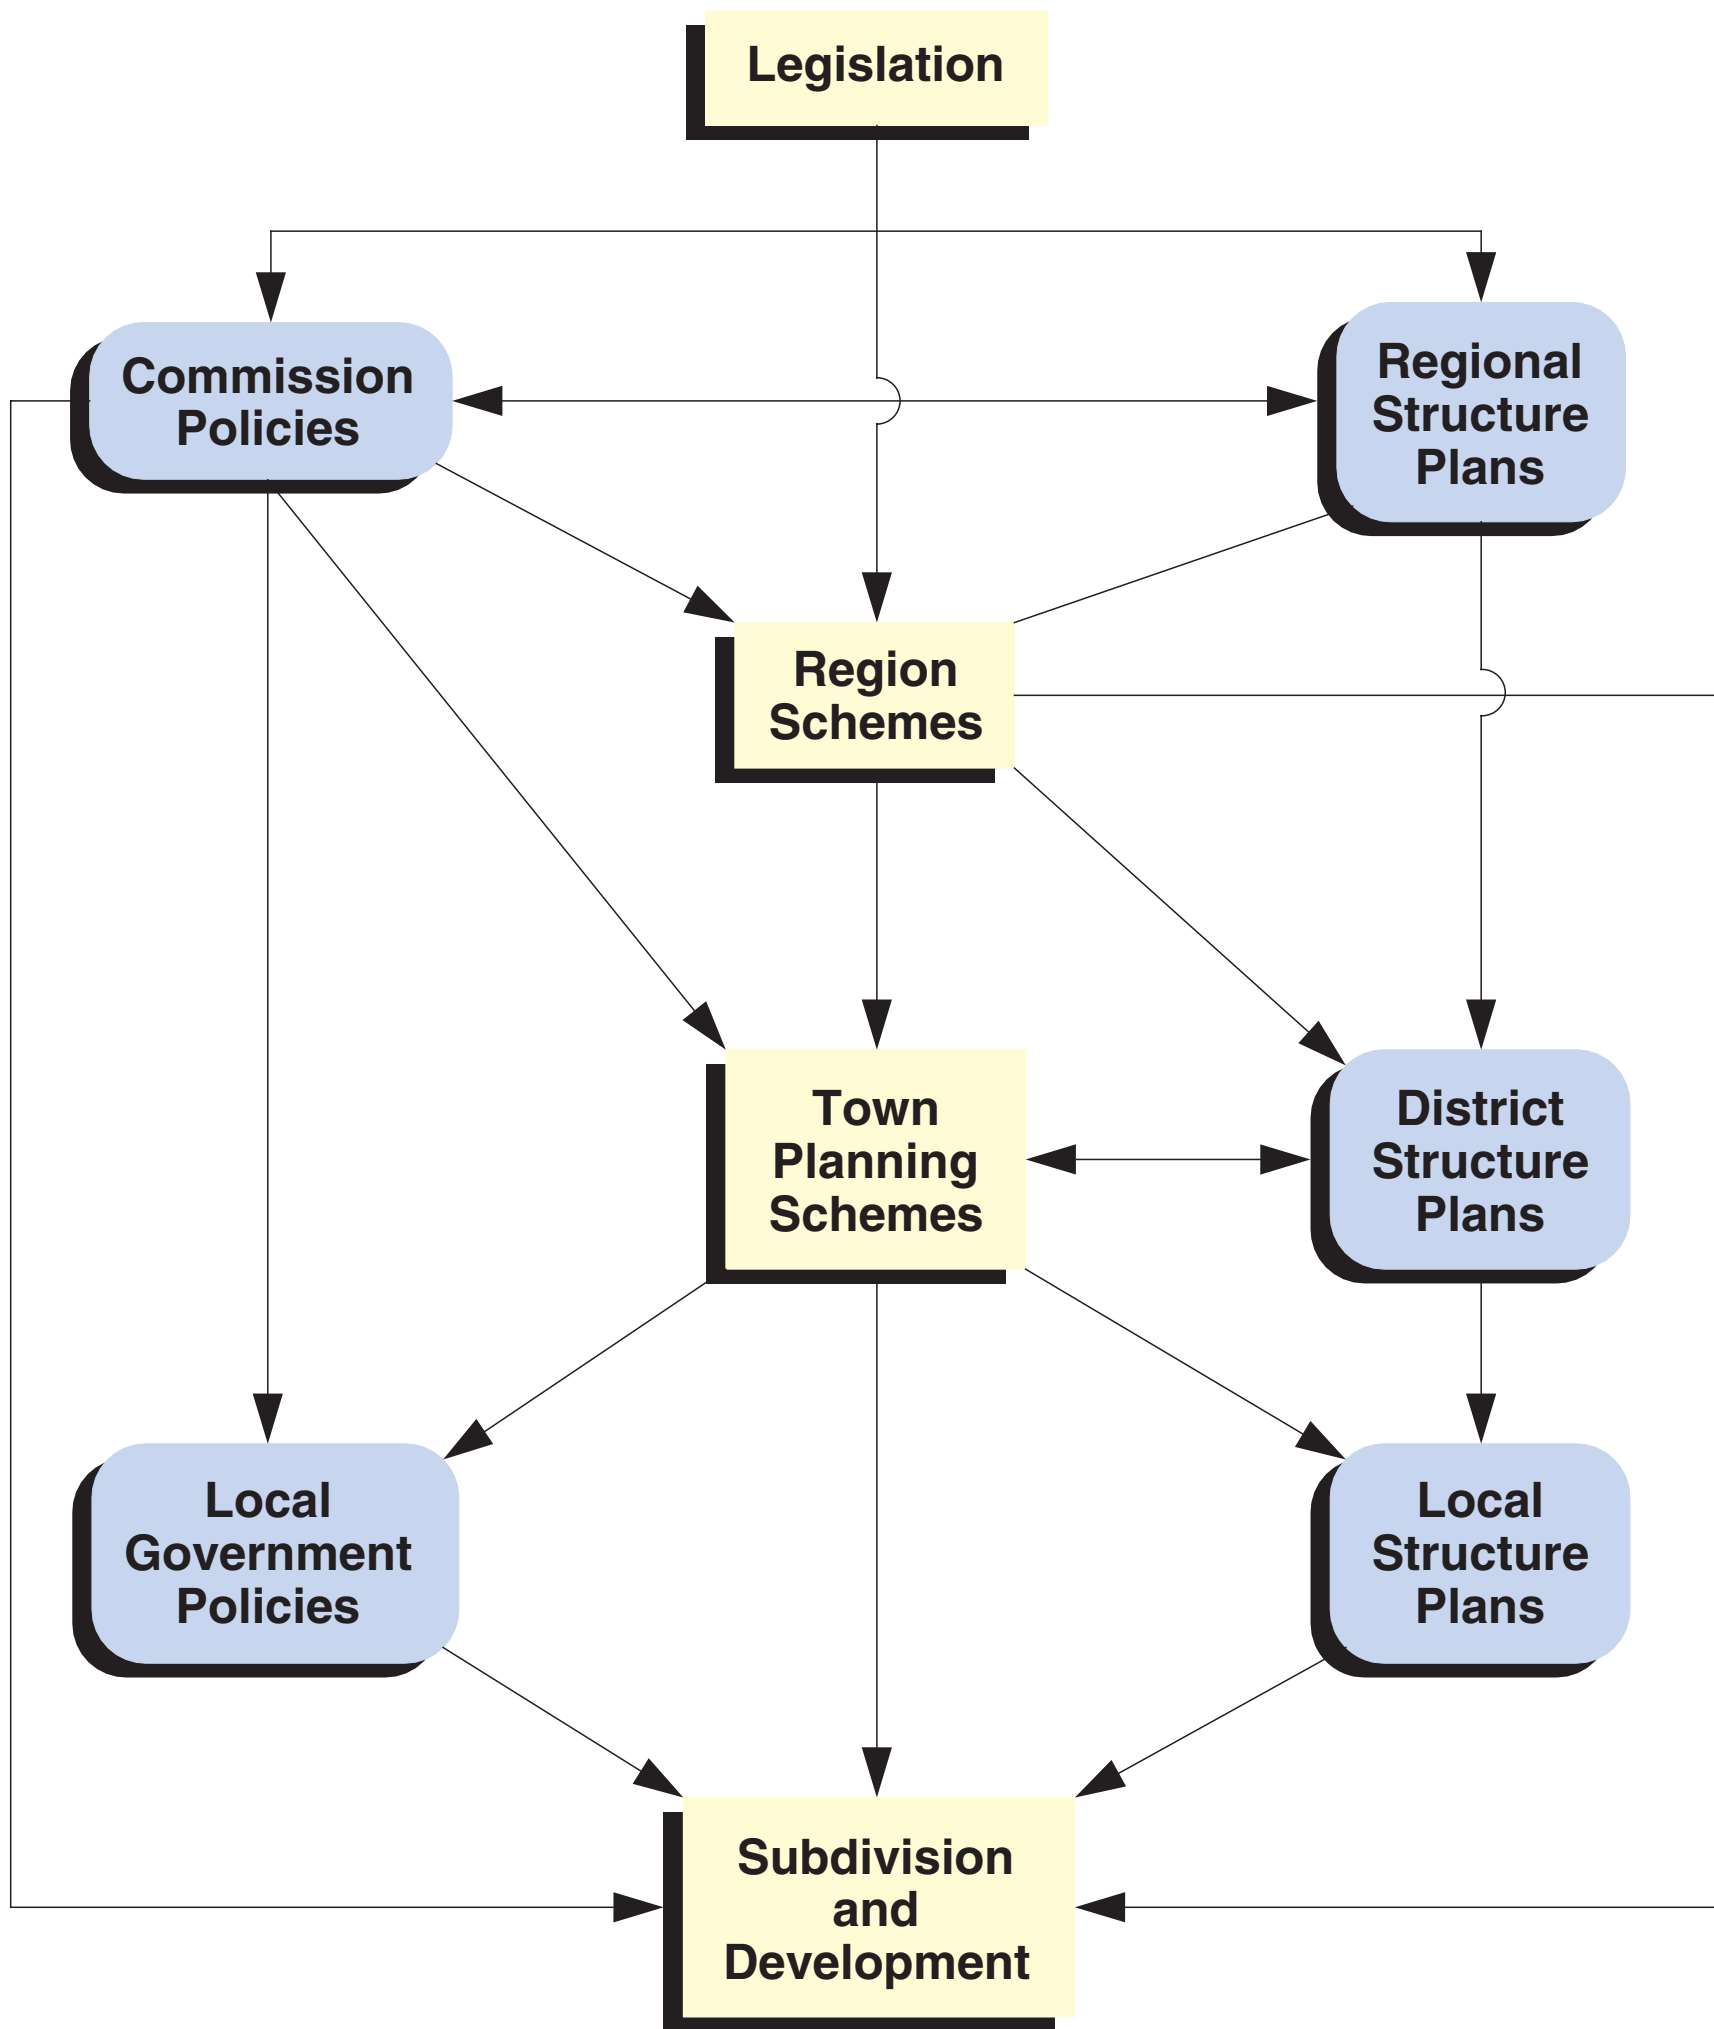 Legislation
Commission
Policies
Regional
Structure
Plans
Region
Schemes
Town
Planning
Schemes
District
Structure
Plans
Local
Government
Policies
Local
Structure
Plans
Subdivision
and
Development